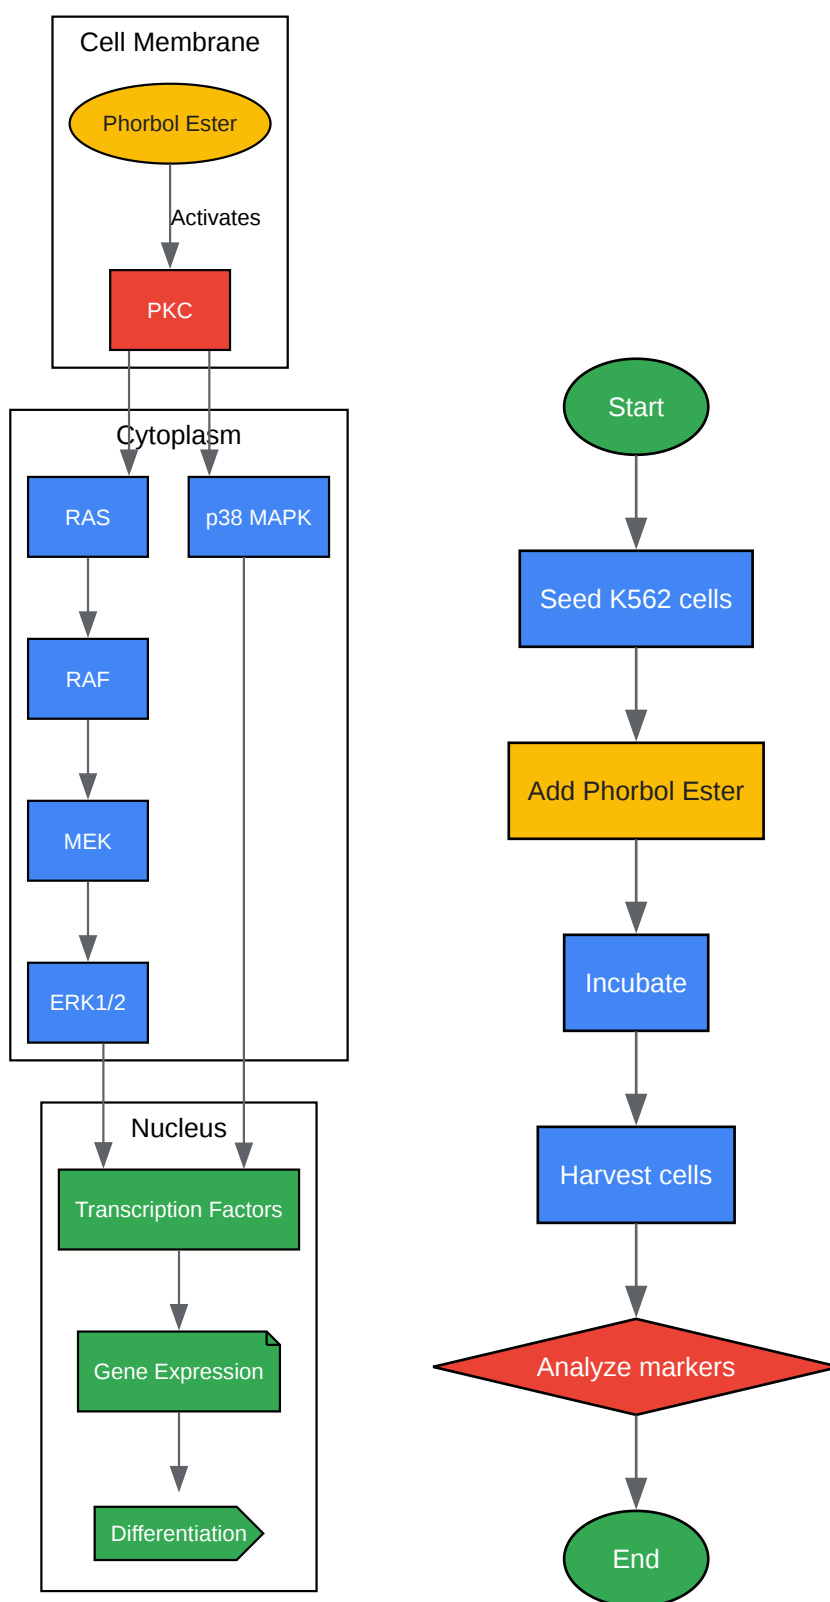 Cell Membrane
Phorbol Ester
Activates
PKC
Cytoplasm
RAS
p38 MAPK
RAF
MEK
ERK1/2
Nucleus
Transcription Factors
Gene Expression
Differentiation
Start
Seed K562 cells
Add Phorbol Ester
Incubate
Harvest cells
Analyze markers
End